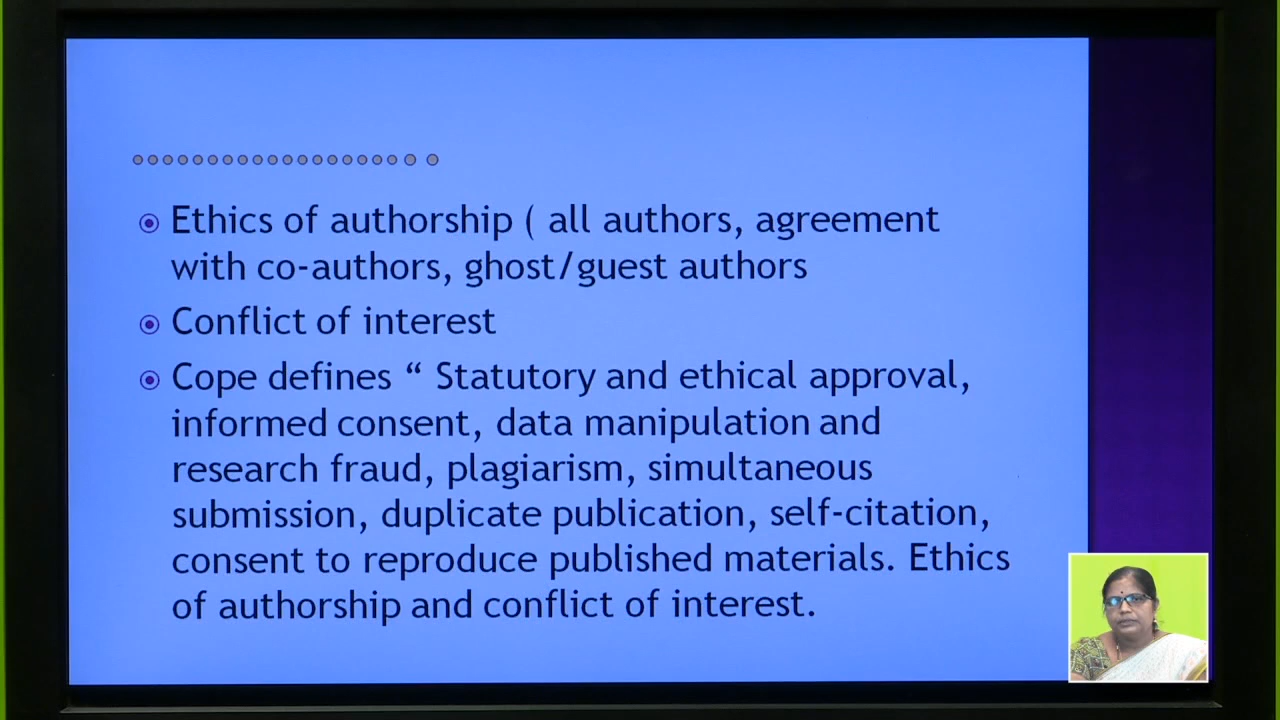 Ethics of authorship ( all authors, agreement
with co-authors, ghost/guest authors
Conflict of interest
Cope defines “ Statutory and ethical approval,
informed consent, data manipulation and
research fraud, plagiarism, simultaneous
submission, duplicate publication, self-citation,
consent to reproduce published materials. Ethics
of authorship and conflict of interest.